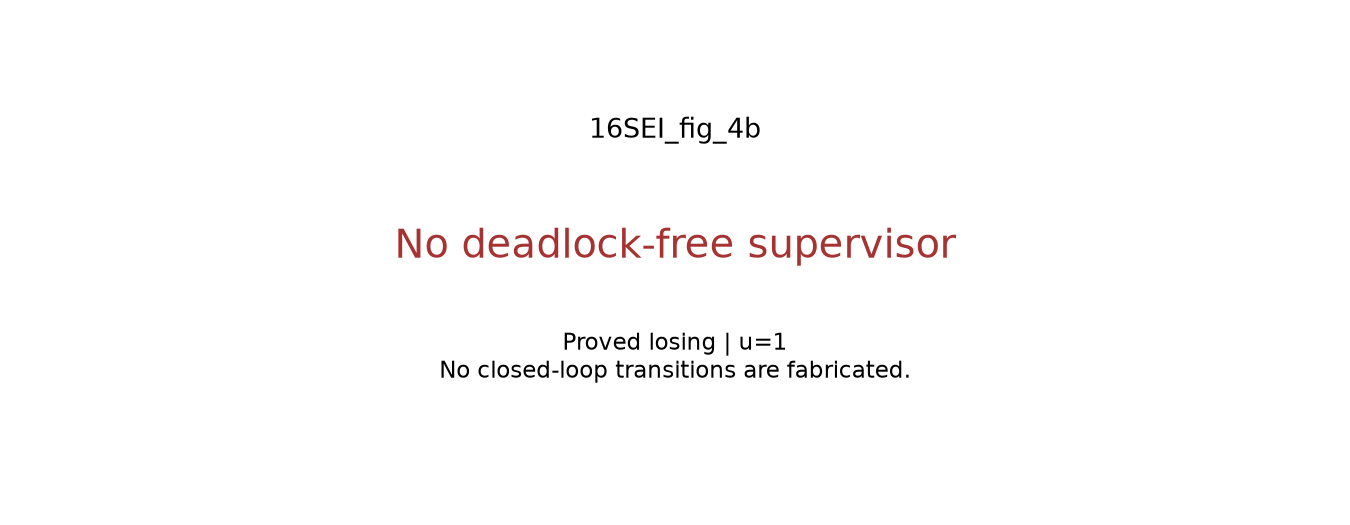 16SEI_fig_4b
No deadlock-free supervisor
Proved losing | u=1
No closed-loop transitions are fabricated.